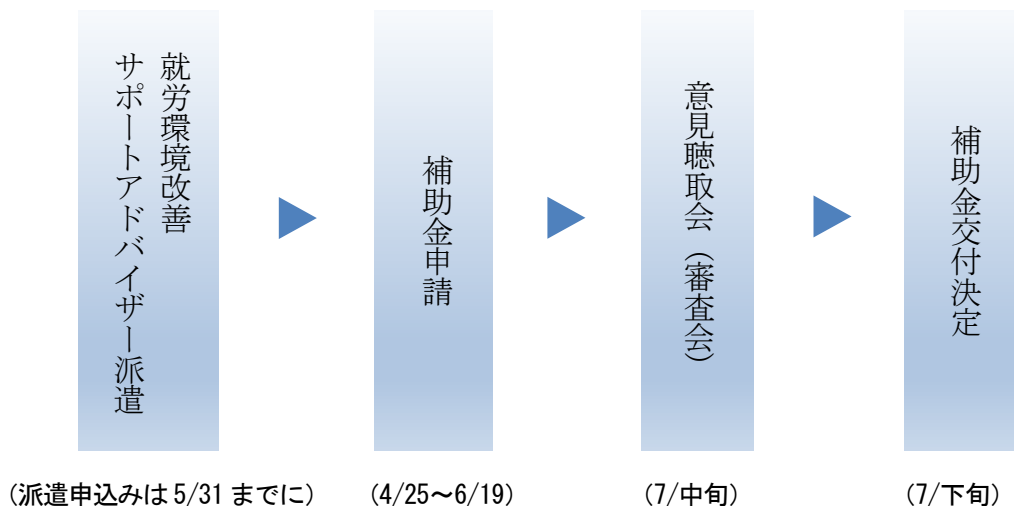 就労環境改善
サポートアドバイザー派遣
補助金申請
意見聴取会（審査会）
補助金交付決定
（派遣申込みは5/31までに）
（4/25～6/19）
（7/中旬）
（7/下旬）